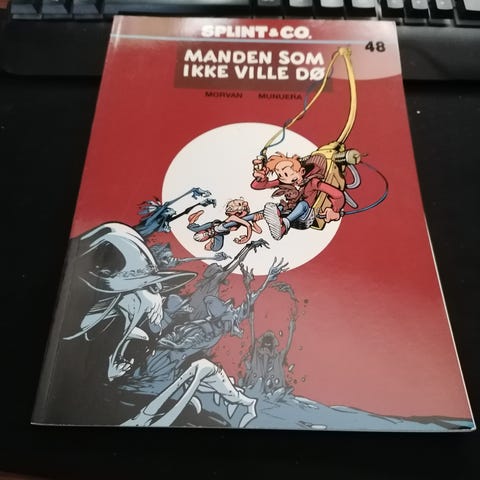 SPLINT & CO.
48
MANDEN SOM
IKKE VILLE DØ
MORVAN MUNUERA